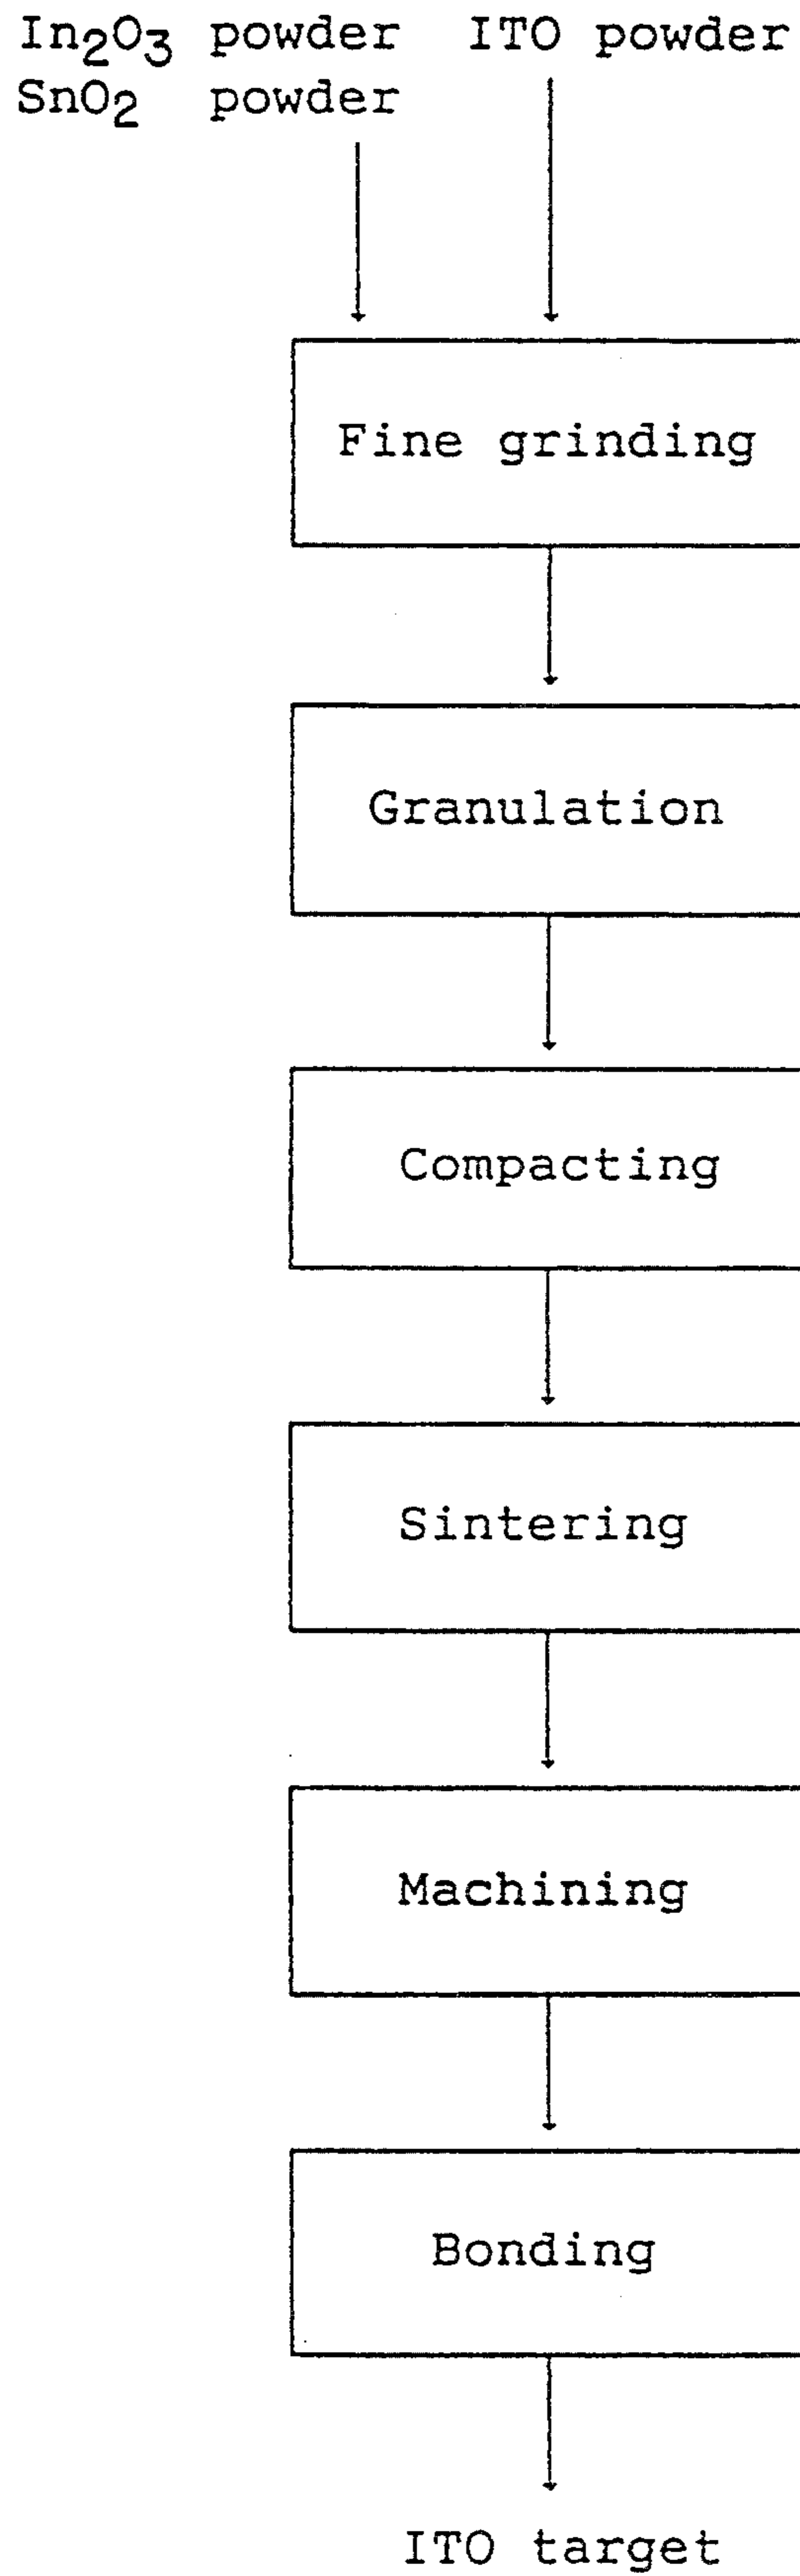 In₂O₃ powder ITO powder
SnO₂ powder
Fine grinding
Granulation
Compacting
Sintering
Machining
Bonding
ITO target